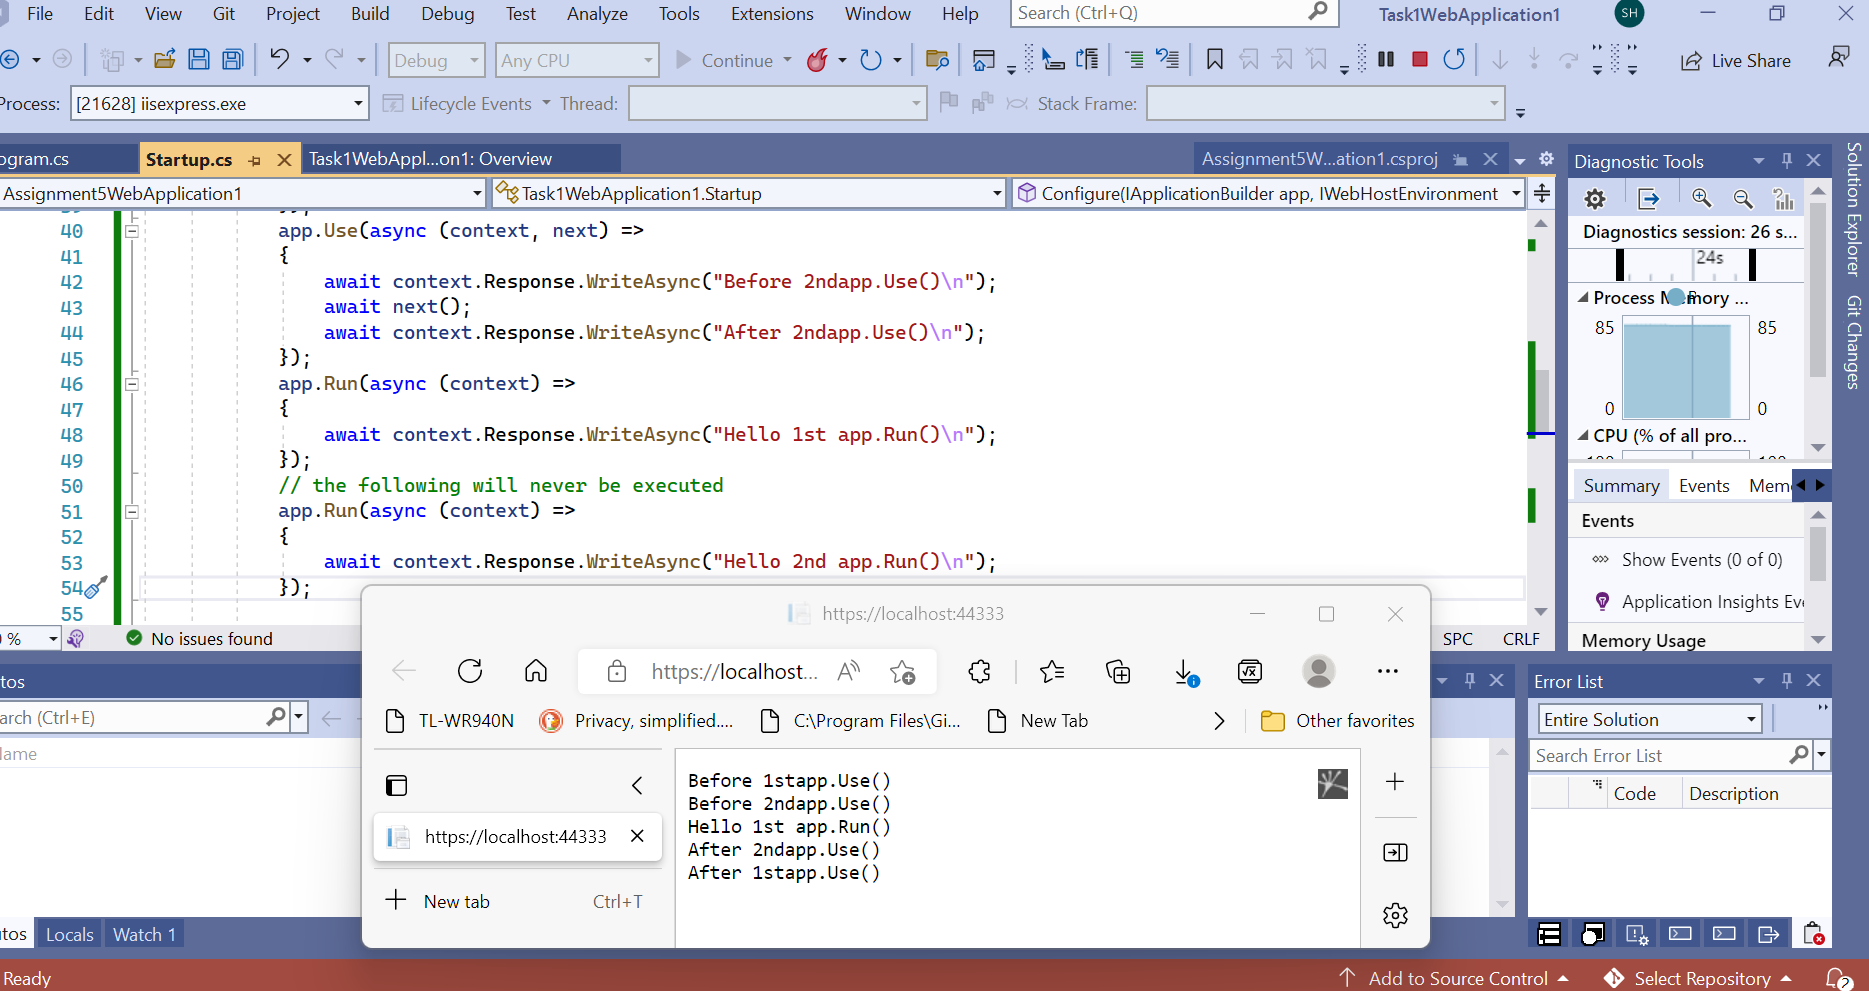 File Edit View Git Project Build Debug Test Analyze Tools Extensions Window Help Search (Ctrl+Q) Task1WebApplication1 SH
Debug Any CPU Continue Live Share
Process: [21628] iisexpress.exe Lifecycle Events Thread: Stack Frame:
ogram.cs Startup.cs Task1WebAppl...on1: Overview Assignment5W...ation1.csproj
Assignment5WebApplication1 Task1WebApplication1.Startup Configure(IApplicationBuilder app, IWebHostEnvironment
40 app.Use(async (context, next) =>
41 {
42 await context.Response.WriteAsync("Before 2ndapp.Use()\n");
43 await next();
44 await context.Response.WriteAsync("After 2ndapp.Use()\n");
45 });
46 app.Run(async (context) =>
47 {
48 await context.Response.WriteAsync("Hello 1st app.Run()\n");
49 });
50 // the following will never be executed
51 app.Run(async (context) =>
52 {
53 await context.Response.WriteAsync("Hello 2nd app.Run()\n");
54 });
55
% No issues found SPC CRLF
Diagnostic Tools
Diagnostics session: 26 s...
24s
Process Memory ...
85 85
0 0
CPU (% of all pro...
100 100
Summary Events Mem
Events
Show Events (0 of 0)
Application Insights Eve
Memory Usage
Solution Explorer
Git Changes
tos
arch (Ctrl+E)
lame
utos Locals Watch 1
https://localhost:44333
https://localhost...
TL-WR940N Privacy, simplified.... C:\Program Files\Gi... New Tab Other favorites
https://localhost:44333
New tab Ctrl+T
Before 1stapp.Use()
Before 2ndapp.Use()
Hello 1st app.Run()
After 2ndapp.Use()
After 1stapp.Use()
Error List
Entire Solution
Search Error List
Code Description
Ready Add to Source Control Select Repository 2